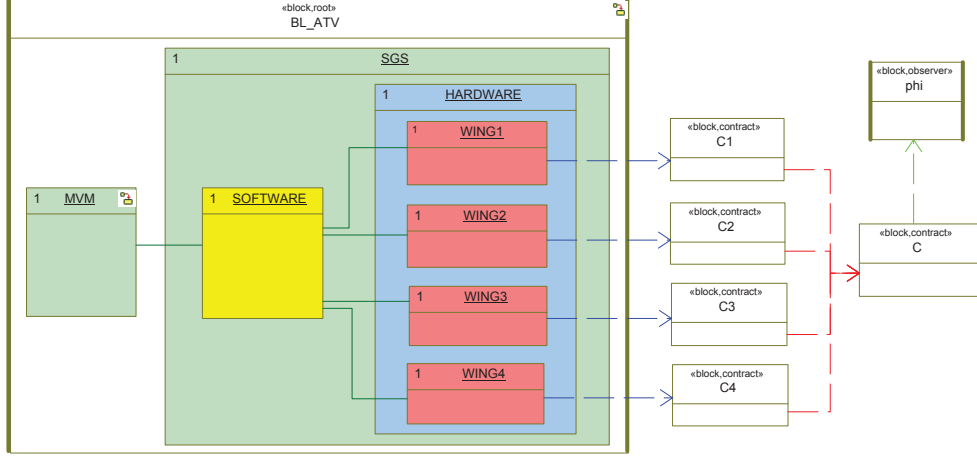 «block,root»
BL_ATV
1 SGS
1 HARDWARE
1 WING1
1 MVM
1 SOFTWARE
1 WING2
1 WING3
1 WING4
«block,contract»
C1
«block,contract»
C2
«block,contract»
C3
«block,contract»
C4
«block,observer»
phi
«block,contract»
C